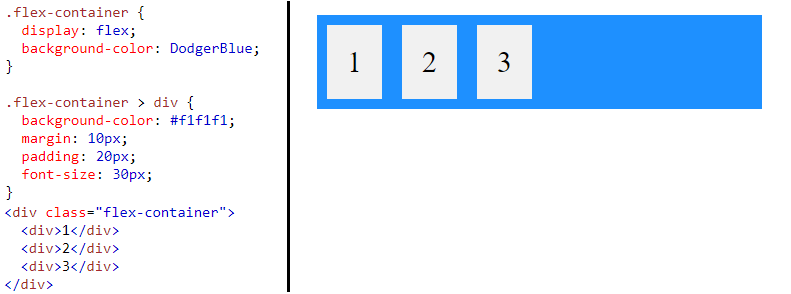 .flex-container {
  display: flex;
  background-color: DodgerBlue;
}

.flex-container > div {
  background-color: #f1f1f1;
  margin: 10px;
  padding: 20px;
  font-size: 30px;
}
<div class="flex-container">
  <div>1</div>
  <div>2</div>
  <div>3</div>
</div>
1 2 3